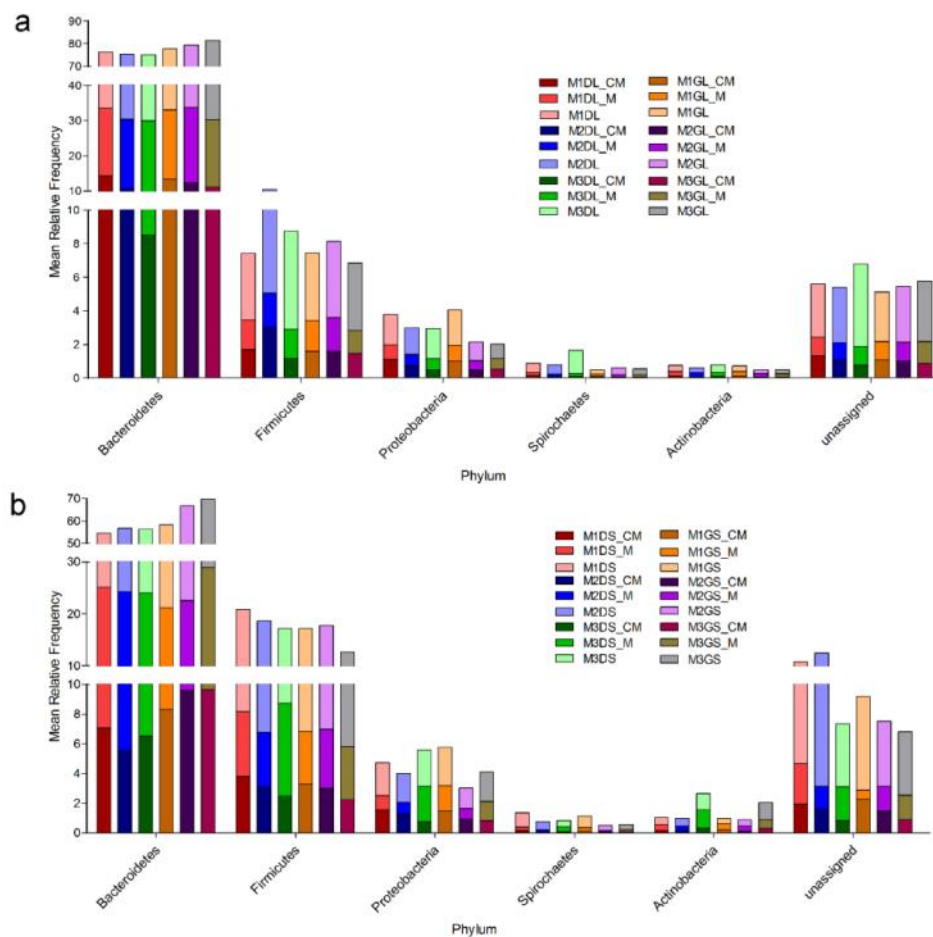 a
90
80
70
40
30
20
10
10
8
6
4
2
0
Mean Relative Frequency
M1DL_CM M1GL_CM
M1DL_M M1GL_M
M1DL M1GL
M2DL_CM M2GL_CM
M2DL_M M2GL_M
M2DL M2GL
M3DL_CM M3GL_CM
M3DL_M M3GL_M
M3DL M3GL
Bacteroidetes Firmicutes Proteobacteria Spirochaetes Actinobacteria unassigned
Phylum
b
70
60
50
30
20
10
10
8
6
4
2
0
Mean Relative Frequency
M1DS_CM M1GS_CM
M1DS_M M1GS_M
M1DS M1GS
M2DS_CM M2GS_CM
M2DS_M M2GS_M
M2DS M2GS
M3DS_CM M3GS_CM
M3DS_M M3GS_M
M3DS M3GS
Bacteroidetes Firmicutes Proteobacteria Spirochaetes Actinobacteria unassigned
Phylum